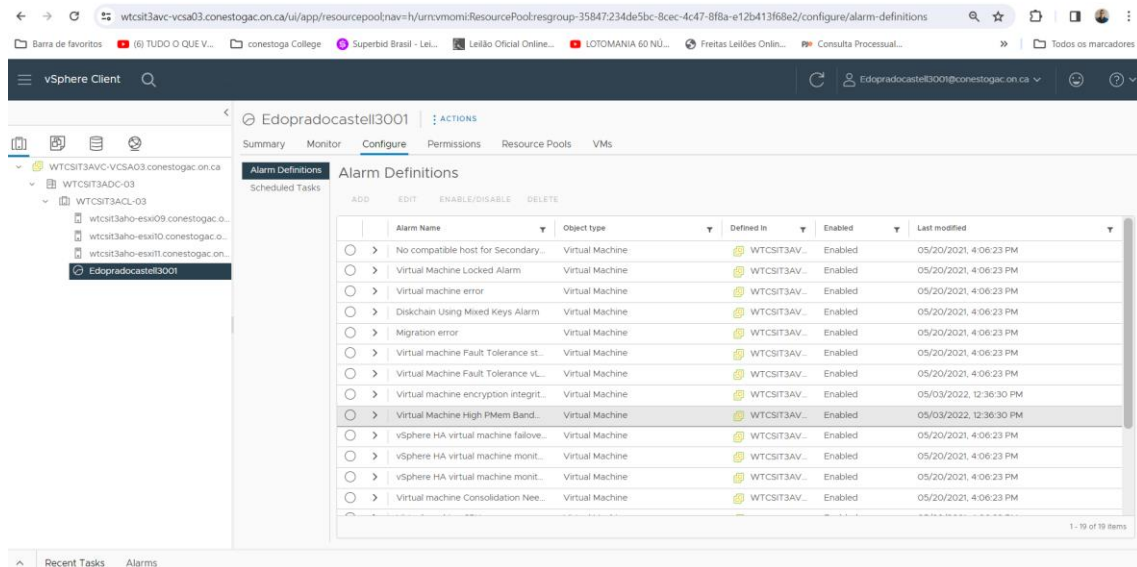 wtcsit3avc-vcsa03.conestogac.on.ca/ui/app/resourcepool;nav=h/urn:vmomi:ResourcePool:resgroup-35847:234de5bc-8cec-4c47-8f8a-e12b413f68e2/configure/alarm-definitions
Barra de favoritos (6) TUDO O QUE V... conestoga College Superbid Brasil - Lei... Leilão Oficial Online... LOTOMANIA 60 NÚ... Freitas Leilões Onlin... Consulta Processual... » Todos os marcadores
vSphere Client Edopradocastell3001@conestogac.on.ca
Edopradocastell3001 ACTIONS
Summary Monitor Configure Permissions Resource Pools VMs
WTCSIT3AVC-VCSA03.conestogac.on.ca
WTCSIT3ADC-03
WTCSIT3ACL-03
wtcsit3aho-esxi09.conestogac.o...
wtcsit3aho-esxi10.conestogac.o...
wtcsit3aho-esxi11.conestogac.on...
Edopradocastell3001
Alarm Definitions
Scheduled Tasks
Alarm Definitions
ADD EDIT ENABLE/DISABLE DELETE
Alarm Name Object type Defined In Enabled Last modified
No compatible host for Secondary... Virtual Machine WTCSIT3AV... Enabled 05/20/2021, 4:06:23 PM
Virtual Machine Locked Alarm Virtual Machine WTCSIT3AV... Enabled 05/20/2021, 4:06:23 PM
Virtual machine error Virtual Machine WTCSIT3AV... Enabled 05/20/2021, 4:06:23 PM
Diskchain Using Mixed Keys Alarm Virtual Machine WTCSIT3AV... Enabled 05/20/2021, 4:06:23 PM
Migration error Virtual Machine WTCSIT3AV... Enabled 05/20/2021, 4:06:23 PM
Virtual machine Fault Tolerance st... Virtual Machine WTCSIT3AV... Enabled 05/20/2021, 4:06:23 PM
Virtual machine Fault Tolerance vL... Virtual Machine WTCSIT3AV... Enabled 05/20/2021, 4:06:23 PM
Virtual machine encryption integrit... Virtual Machine WTCSIT3AV... Enabled 05/03/2022, 12:36:30 PM
Virtual Machine High PMem Band... Virtual Machine WTCSIT3AV... Enabled 05/03/2022, 12:36:30 PM
vSphere HA virtual machine failove... Virtual Machine WTCSIT3AV... Enabled 05/20/2021, 4:06:23 PM
vSphere HA virtual machine monit... Virtual Machine WTCSIT3AV... Enabled 05/20/2021, 4:06:23 PM
vSphere HA virtual machine monit... Virtual Machine WTCSIT3AV... Enabled 05/20/2021, 4:06:23 PM
Virtual machine Consolidation Nee... Virtual Machine WTCSIT3AV... Enabled 05/20/2021, 4:06:23 PM
1 - 19 of 19 items
Recent Tasks Alarms